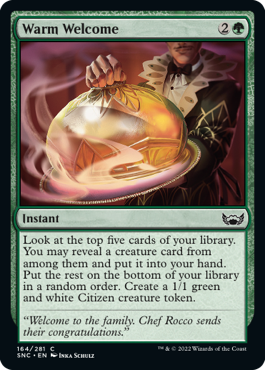 Warm Welcome 2
Instant
Look at the top five cards of your library.
You may reveal a creature card from
among them and put it into your hand.
Put the rest on the bottom of your library
in a random order. Create a 1/1 green
and white Citizen creature token.
“Welcome to the family. Chef Rocco sends
their congratulations.”
164/281 C
SNC • EN Inka Schulz
™ & © 2022 Wizards of the Coast